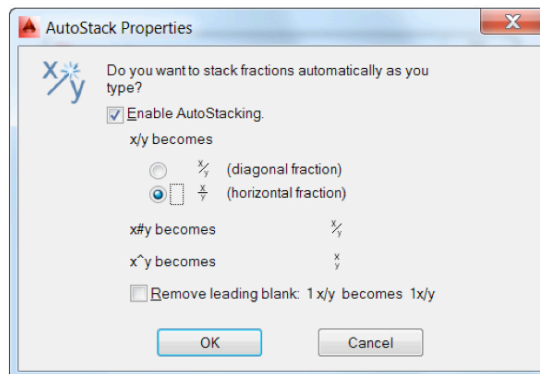 AutoStack Properties
Do you want to stack fractions automatically as you
type?
Enable AutoStacking.
x/y becomes
x/y (diagonal fraction)
x/y (horizontal fraction)
x#y becomes x/y
x^y becomes x y
Remove leading blank: 1 x/y becomes 1x/y
OK Cancel